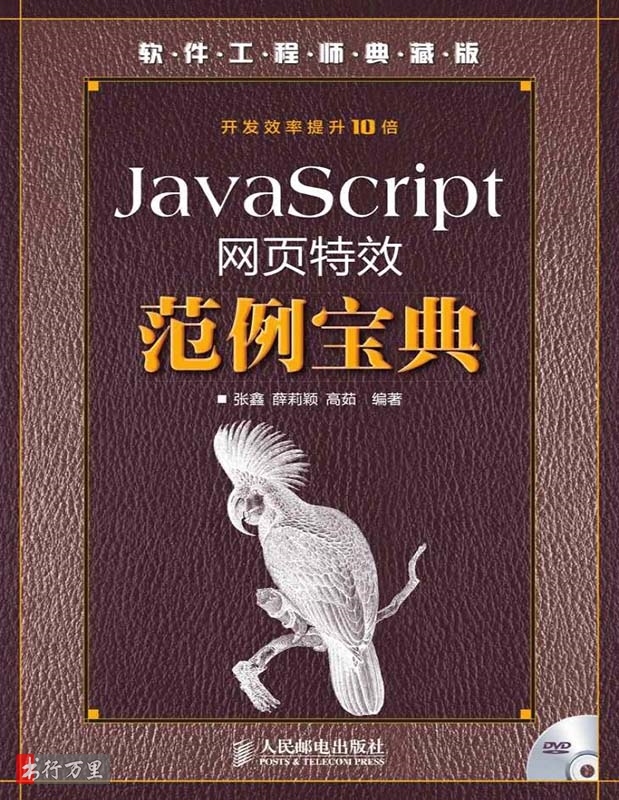 软·件·工·程·师·典·藏·版
开发效率提升10倍
JavaScript
网页特效
范例宝典
■ 张鑫 薛莉颖 高茹 编著
人民邮电出版社
POSTS & TELECOM PRESS
DVD
书行万里